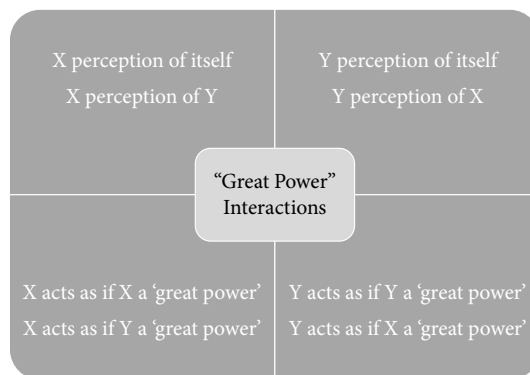 X perception of itself
X perception of Y
Y perception of itself
Y perception of X
“Great Power”
Interactions
X acts as if X a ‘great power’
X acts as if Y a ‘great power’
Y acts as if Y a ‘great power’
Y acts as if X a ‘great power’